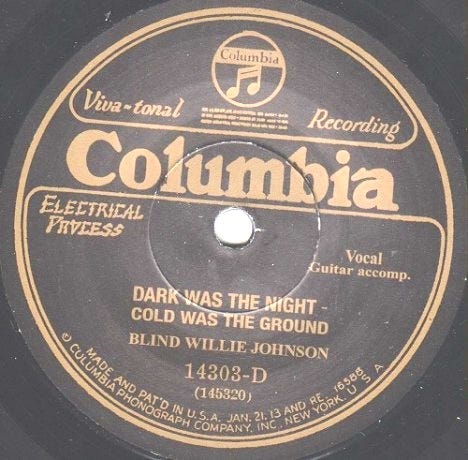 Columbia
Viva-tonal Recording
Columbia
ELECTRICAL
PROCESS
Vocal
Guitar accomp.
DARK WAS THE NIGHT -
COLD WAS THE GROUND
BLIND WILLIE JOHNSON
14303-D
(145320)
MADE AND PAT'D IN U.S.A. JAN. 21, 13 AND RE. 16588
© COLUMBIA PHONOGRAPH COMPANY, INC., NEW YORK, U S A